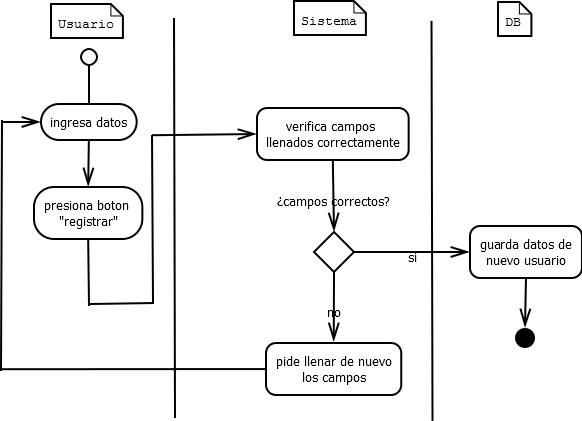 Usuario
Sistema
DB
ingresa datos
verifica campos
llenados correctamente
presiona boton
"registrar"
¿campos correctos?
guarda datos de
nuevo usuario
si
no
pide llenar de nuevo
los campos